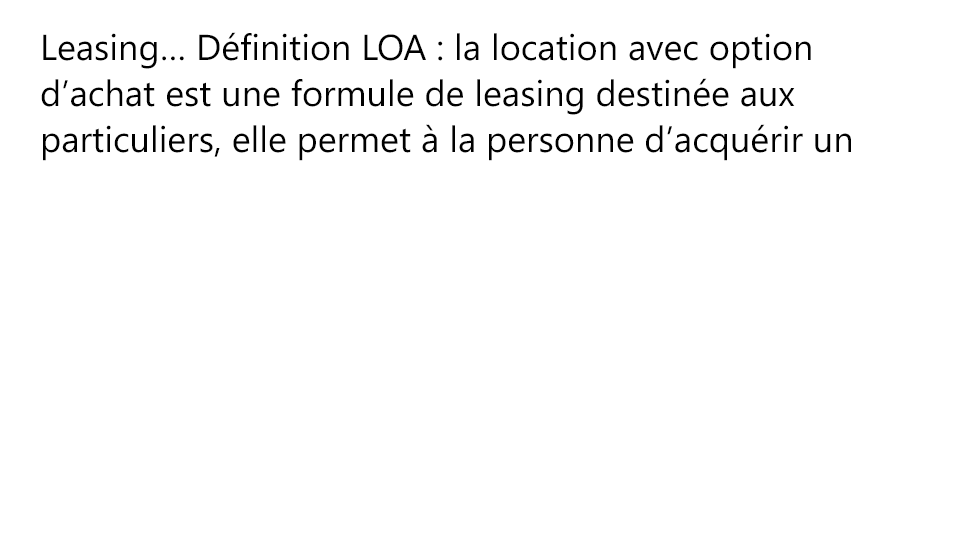 Leasing… Définition LOA : la location avec option
d’achat est une formule de leasing destinée aux
particuliers, elle permet à la personne d’acquérir un